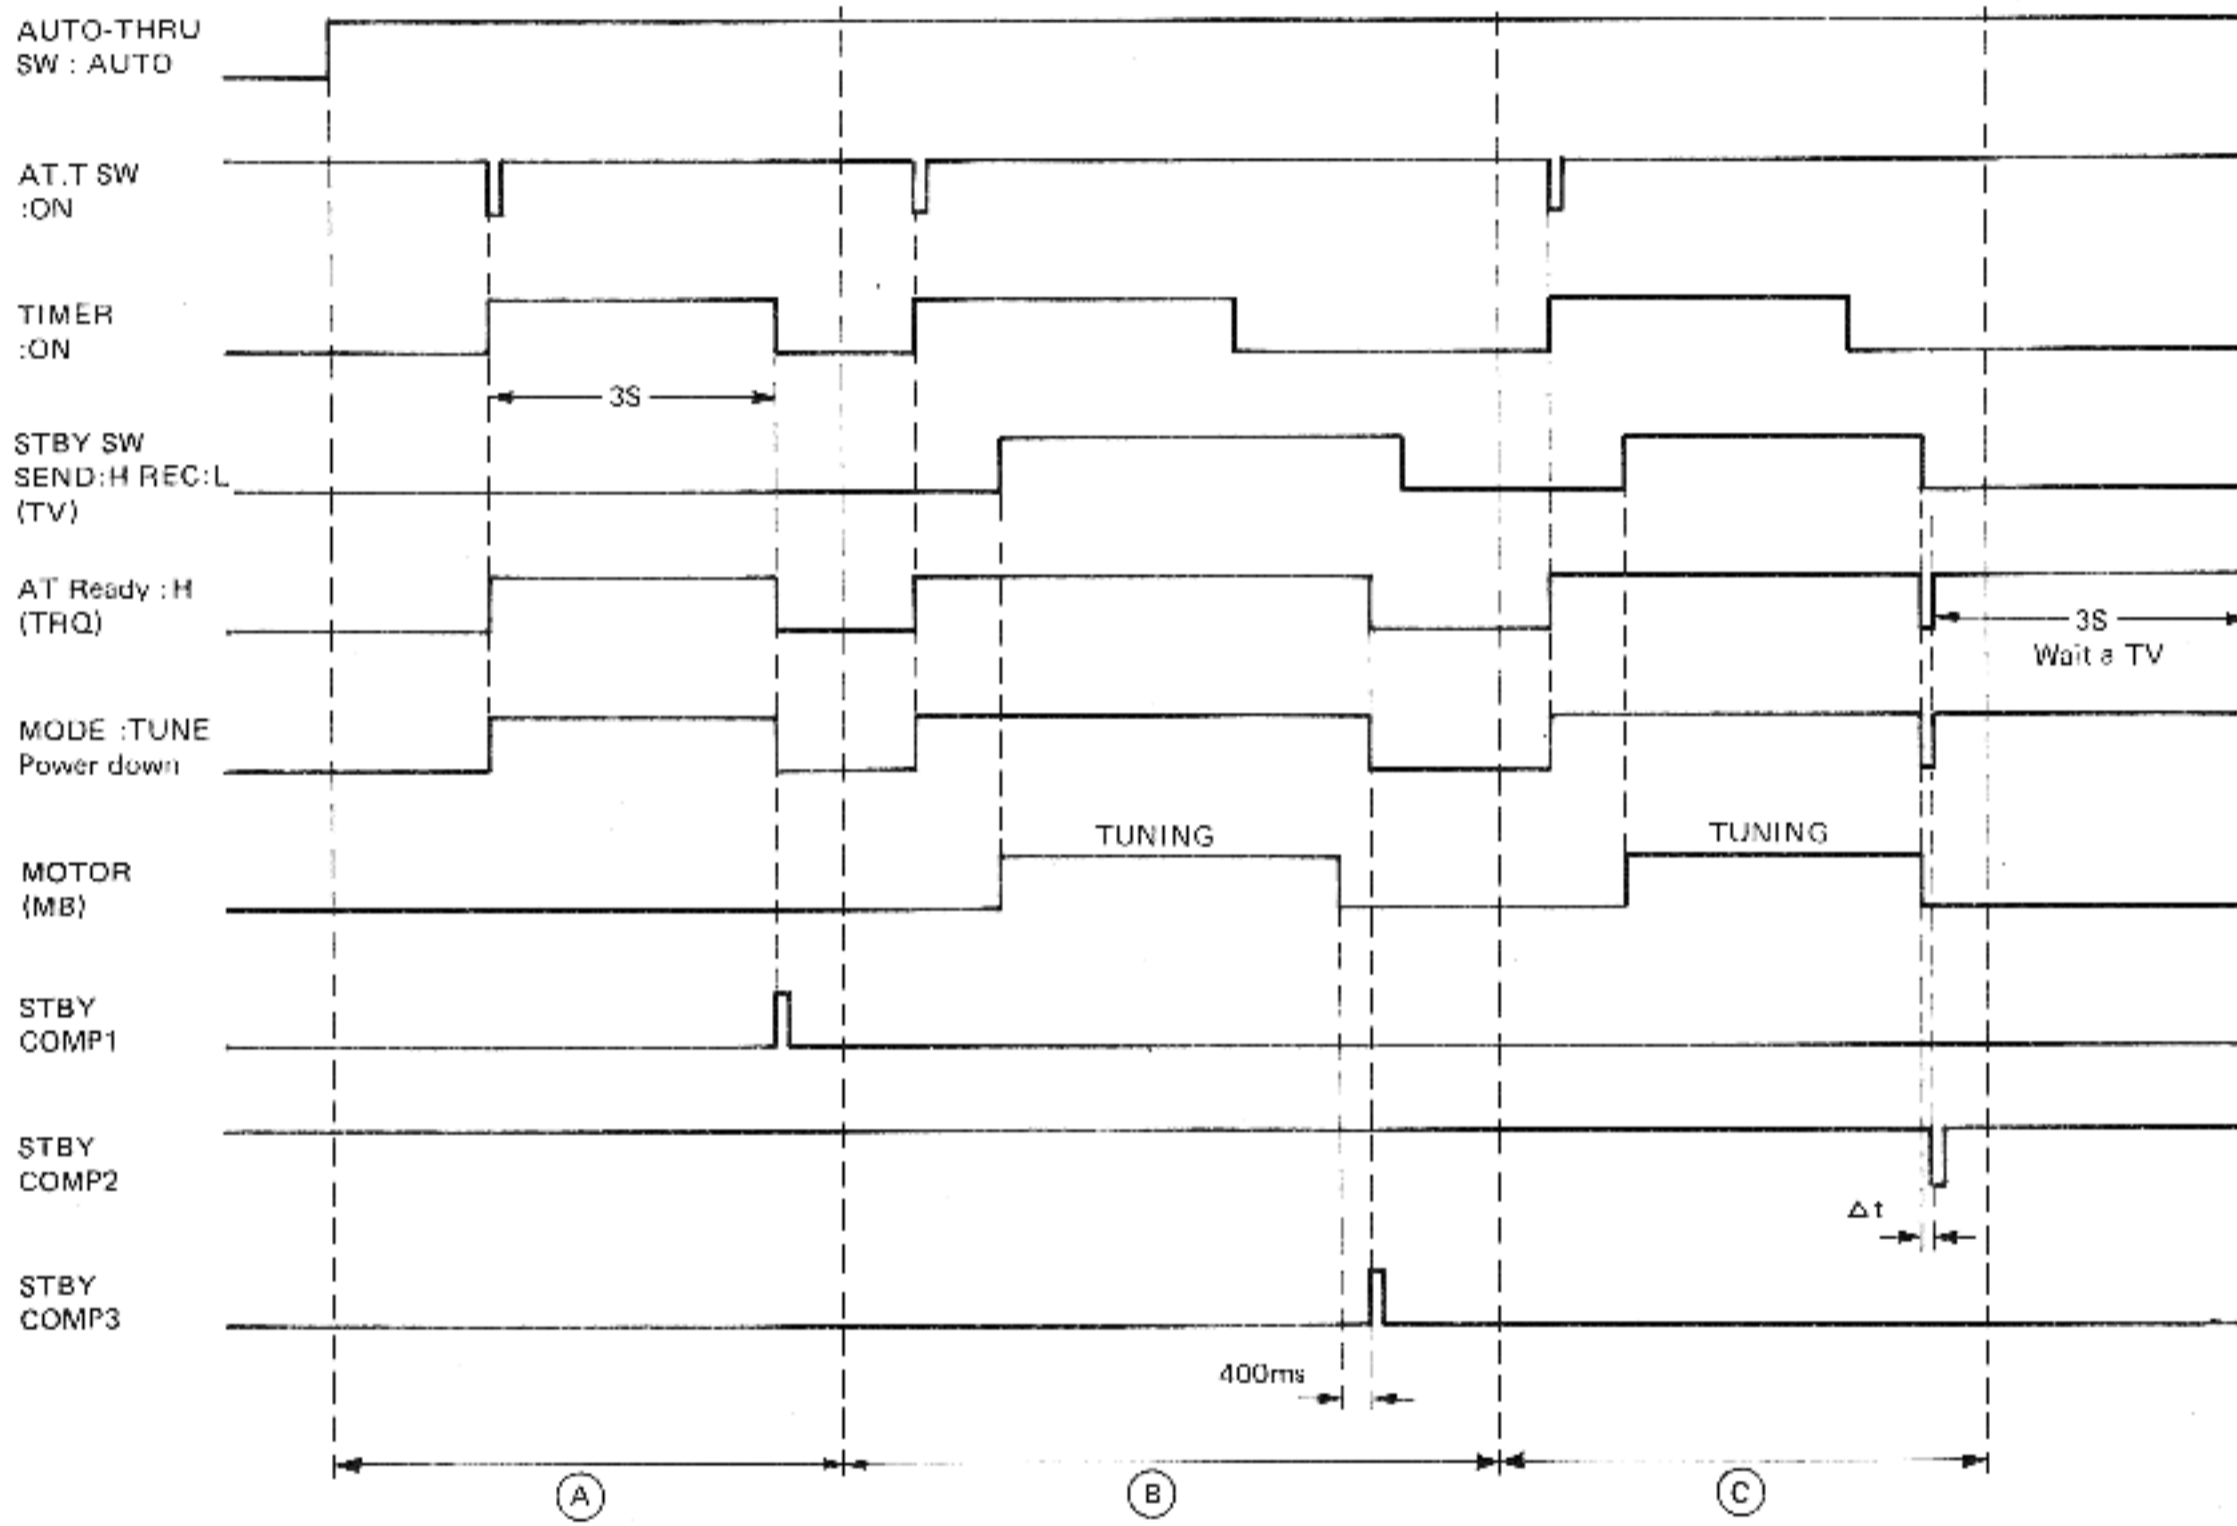 AUTO-THRU
SW : AUTO
AT.T SW
:ON
TIMER
:ON
3S
STBY SW
SEND:H REC:L
(TV)
AT Ready :H
(TRQ)
3S
Wait a TV
MODE :TUNE
Power down
TUNING
TUNING
MOTOR
(MB)
STBY
COMP1
STBY
COMP2
Δt
STBY
COMP3
400ms
A
B
C